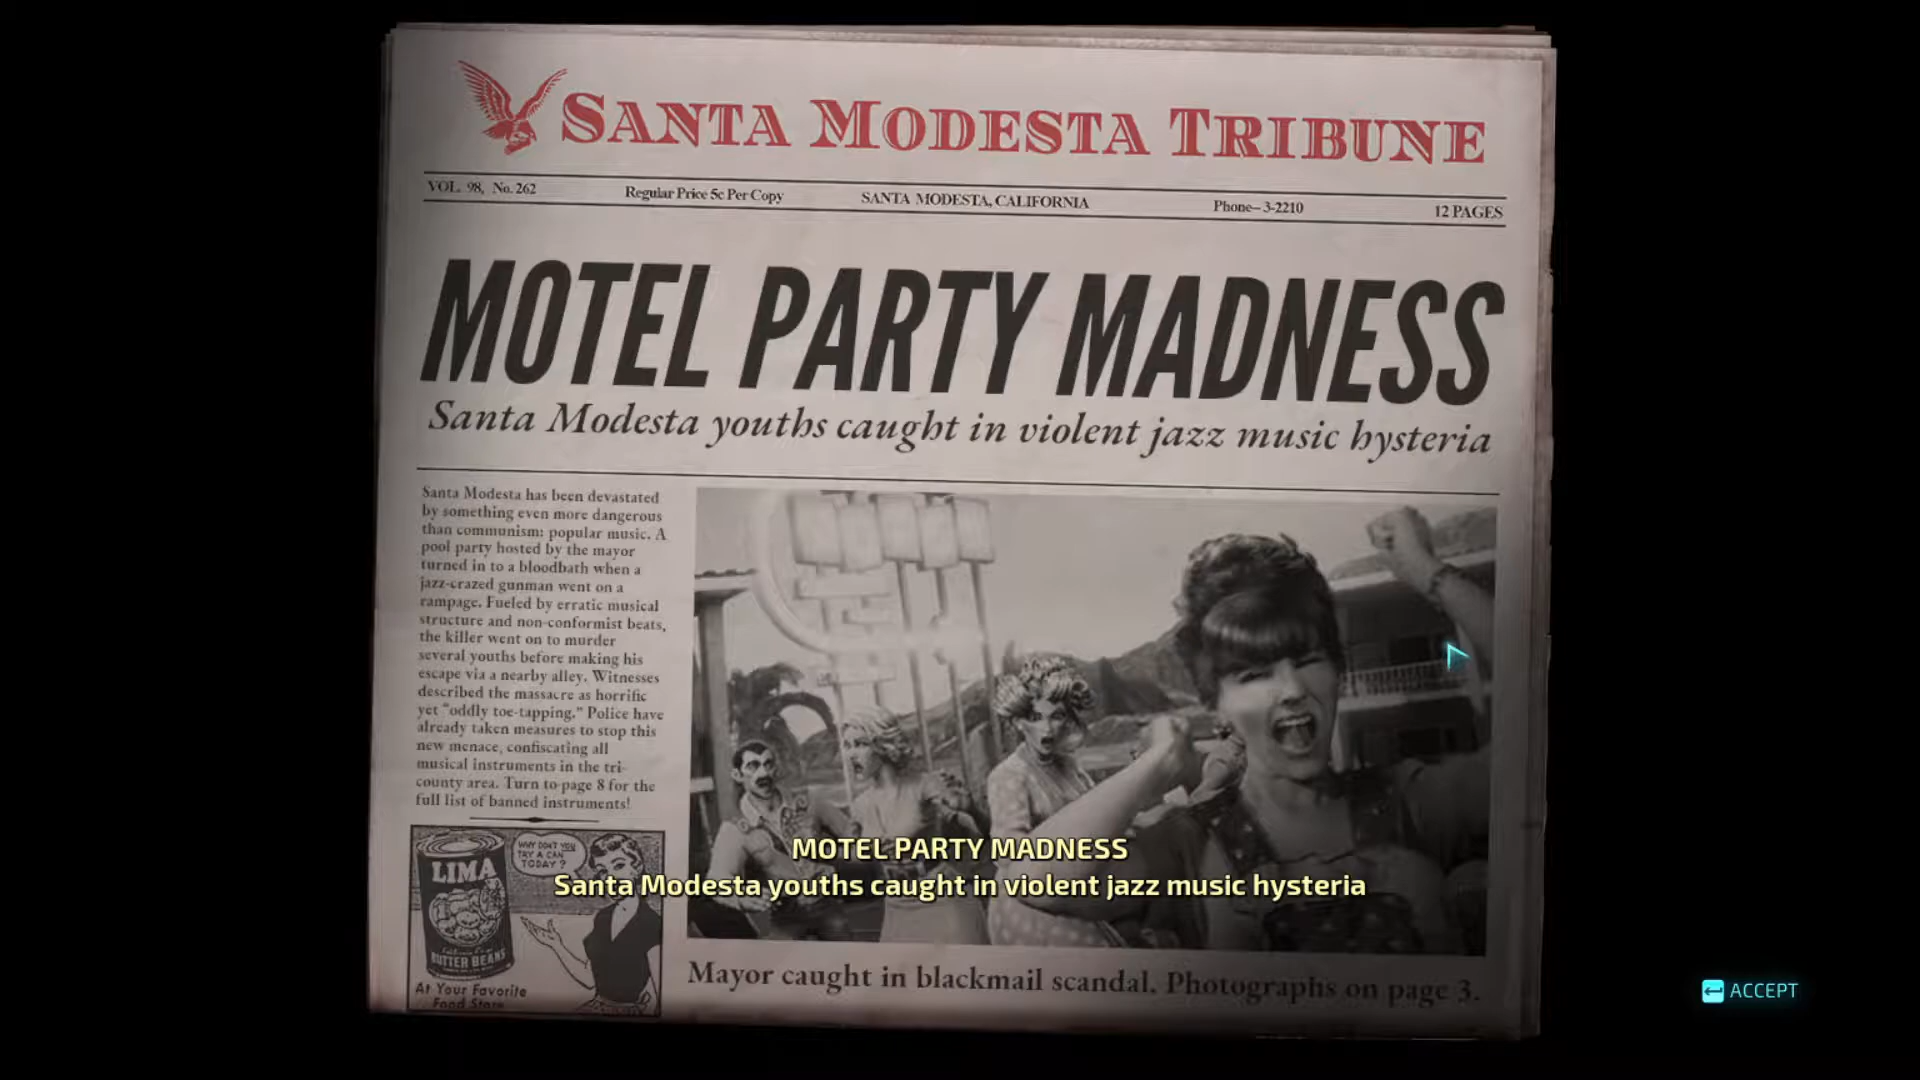 SANTA MODESTA TRIBUNE
VOL. 98, No. 262
Regular Price 5c Per Copy
SANTA MODESTA, CALIFORNIA
Phone-3-2210
12 PAGES
MOTEL PARTY MADNESS
Santa Modesta youths caught in violent jazz music hysteria
Santa Modesta has been devastated
by something even more dangerous
than communism: popular music. A
pool party hosted by the mayor
turned in to a bloodbath when a
jazz-crazed gunman went on a
rampage. Fueled by erratic musical
structure and non-conformist beats,
the killer went on to murder
several youths before making his
escape via a nearby alley. Witnesses
described the massacre as horrific
yet "oddly toe-tapping." Police have
already taken measures to stop this
new menace, confiscating all
musical instruments in the tri-
county area. Turn to page 8 for the
full list of banned instruments!
WHY DON'T YOU
TRY A CAN
TODAY?
LIMA
BUTTER BEANS
At Your Favorite
Food Store
MOTEL PARTY MADNESS
Santa Modesta youths caught in violent jazz music hysteria
Mayor caught in blackmail scandal. Photographs on page 3.
ACCEPT